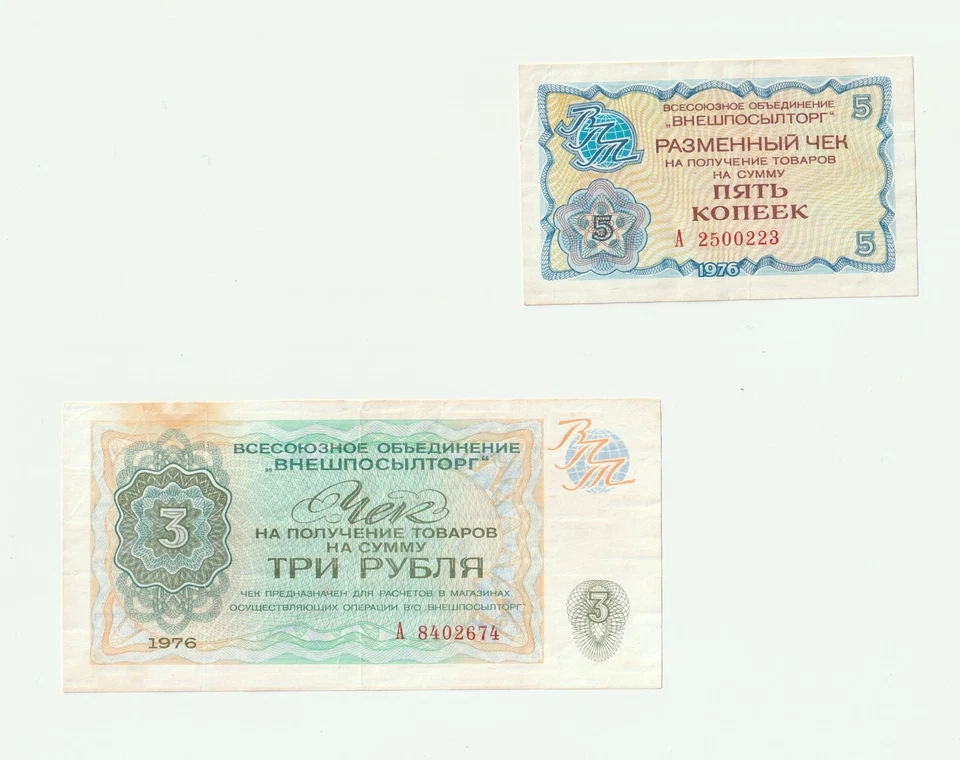 ВПТ
ВСЕСОЮЗНОЕ ОБЪЕДИНЕНИЕ
„ВНЕШПОСЫЛТОРГ"
5
РАЗМЕННЫЙ ЧЕК
НА ПОЛУЧЕНИЕ ТОВАРОВ
НА СУММУ
ПЯТЬ
КОПЕЕК
5
А 2500223
5
1976
ВСЕСОЮЗНОЕ ОБЪЕДИНЕНИЕ
„ВНЕШПОСЫЛТОРГ"
ВПТ
Чек
3
НА ПОЛУЧЕНИЕ ТОВАРОВ
НА СУММУ
ТРИ РУБЛЯ
ЧЕК ПРЕДНАЗНАЧЕН ДЛЯ РАСЧЕТОВ В МАГАЗИНАХ
ОСУЩЕСТВЛЯЮЩИХ ОПЕРАЦИИ В/О „ВНЕШПОСЫЛТОРГ"
3
А 8402674
1976